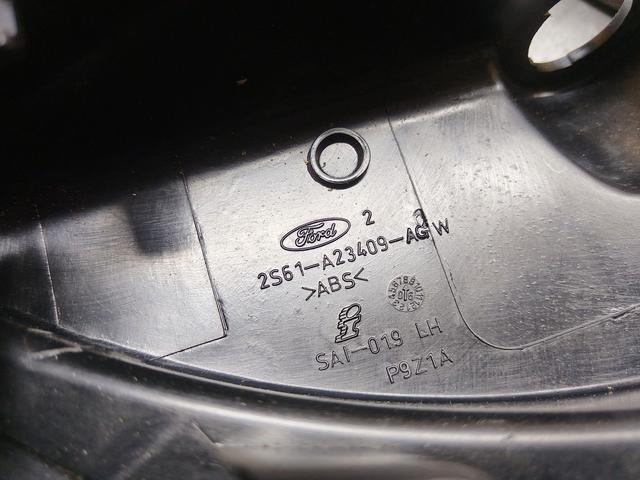 2
Ford
2S61-A23409-AGW
>ABS<
SAI-019 LH
P9Z1A